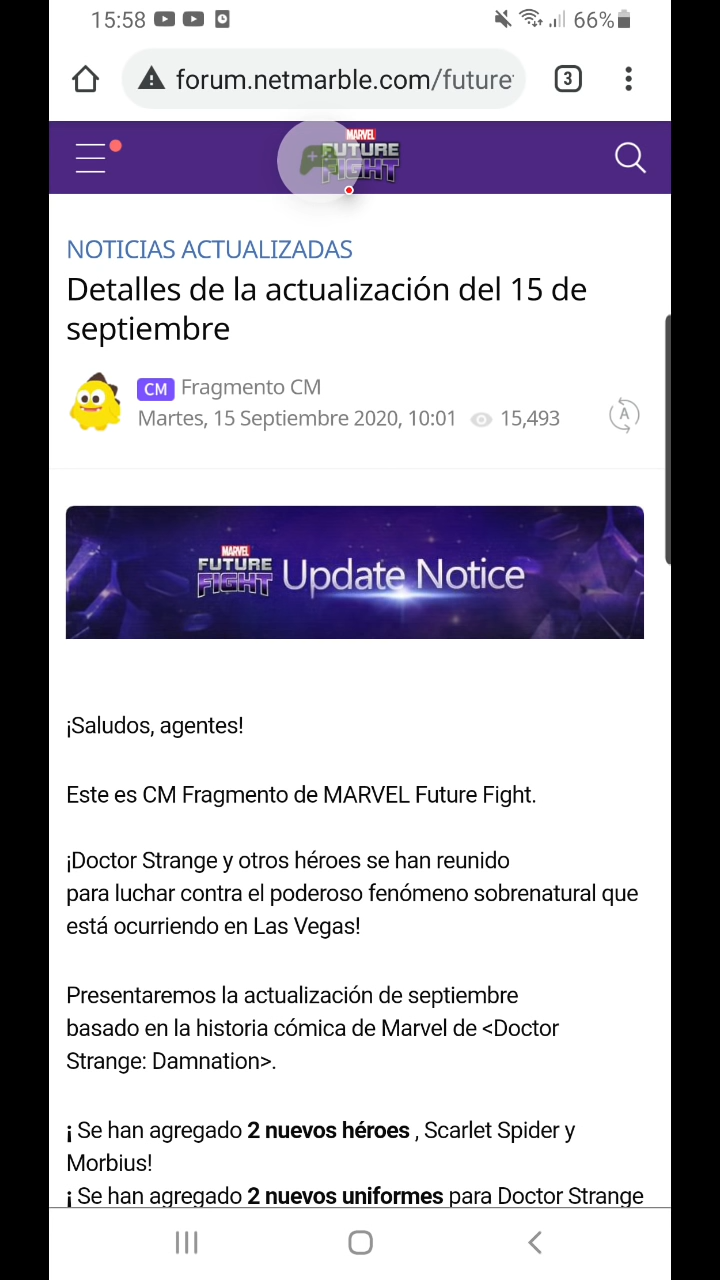 15:58 66%
forum.netmarble.com/future 3
MARVEL
FUTURE
FIGHT
NOTICIAS ACTUALIZADAS
Detalles de la actualización del 15 de
septiembre
CM Fragmento CM
Martes, 15 Septiembre 2020, 10:01 15,493
A
MARVEL
FUTURE
FIGHT Update Notice
¡Saludos, agentes!
Este es CM Fragmento de MARVEL Future Fight.
¡Doctor Strange y otros héroes se han reunido
para luchar contra el poderoso fenómeno sobrenatural que
está ocurriendo en Las Vegas!
Presentaremos la actualización de septiembre
basado en la historia cómica de Marvel de <Doctor
Strange: Damnation>.
¡ Se han agregado 2 nuevos héroes , Scarlet Spider y
Morbius!
¡ Se han agregado 2 nuevos uniformes para Doctor Strange